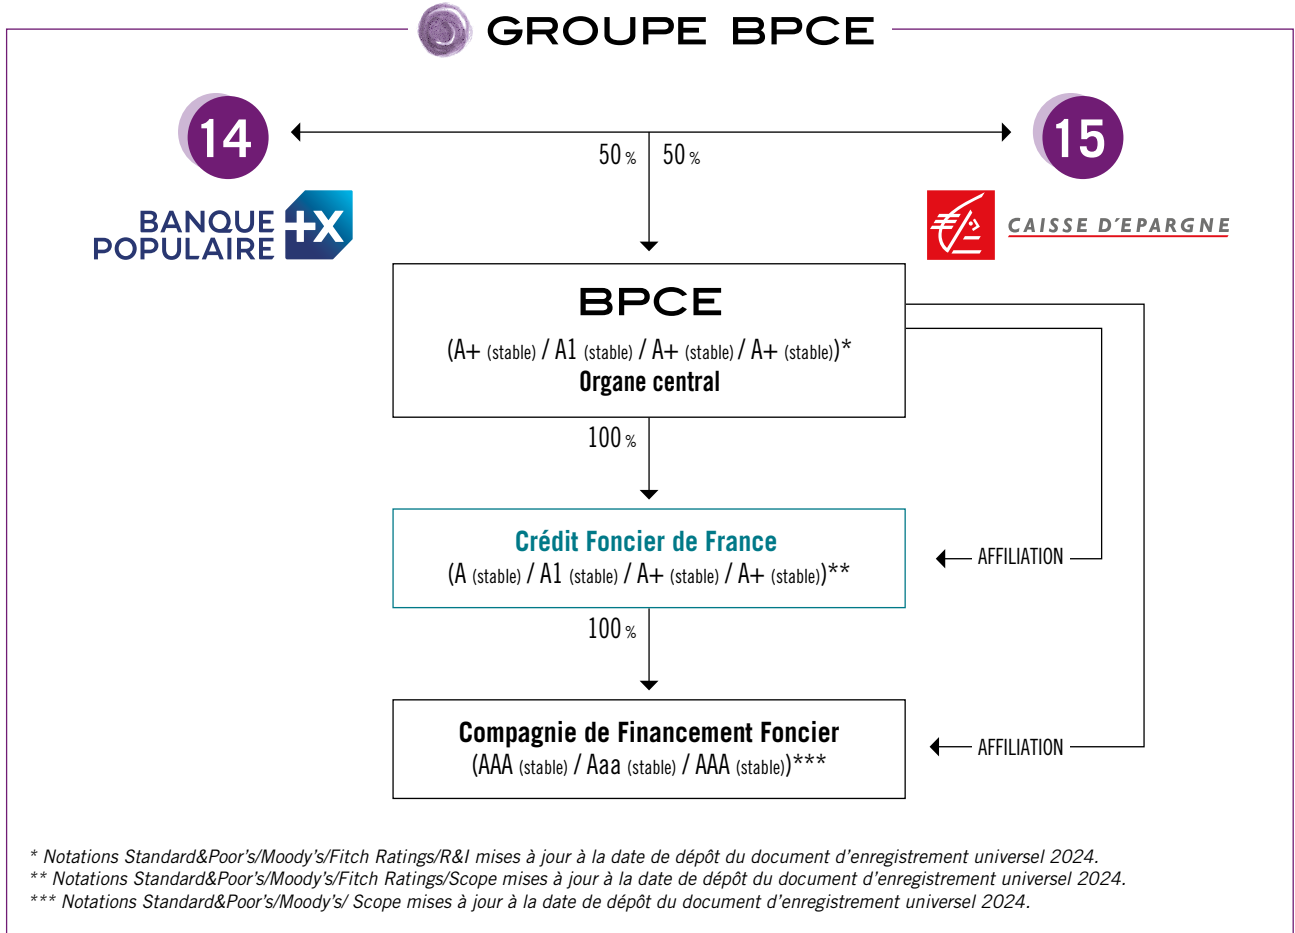 GROUPE BPCE
14
15
50 % 50 %
BANQUE
POPULAIRE
+X
CAISSE D'EPARGNE
BPCE
(A+ (stable) / A1 (stable) / A+ (stable) / A+ (stable))*
Organe central
100 %
Crédit Foncier de France
(A (stable) / A1 (stable) / A+ (stable) / A+ (stable))**
AFFILIATION
100 %
Compagnie de Financement Foncier
(AAA (stable) / Aaa (stable) / AAA (stable))***
AFFILIATION
* Notations Standard&Poor's/Moody's/Fitch Ratings/R&I mises à jour à la date de dépôt du document d'enregistrement universel 2024.
** Notations Standard&Poor's/Moody's/Fitch Ratings/Scope mises à jour à la date de dépôt du document d'enregistrement universel 2024.
*** Notations Standard&Poor's/Moody's/ Scope mises à jour à la date de dépôt du document d'enregistrement universel 2024.